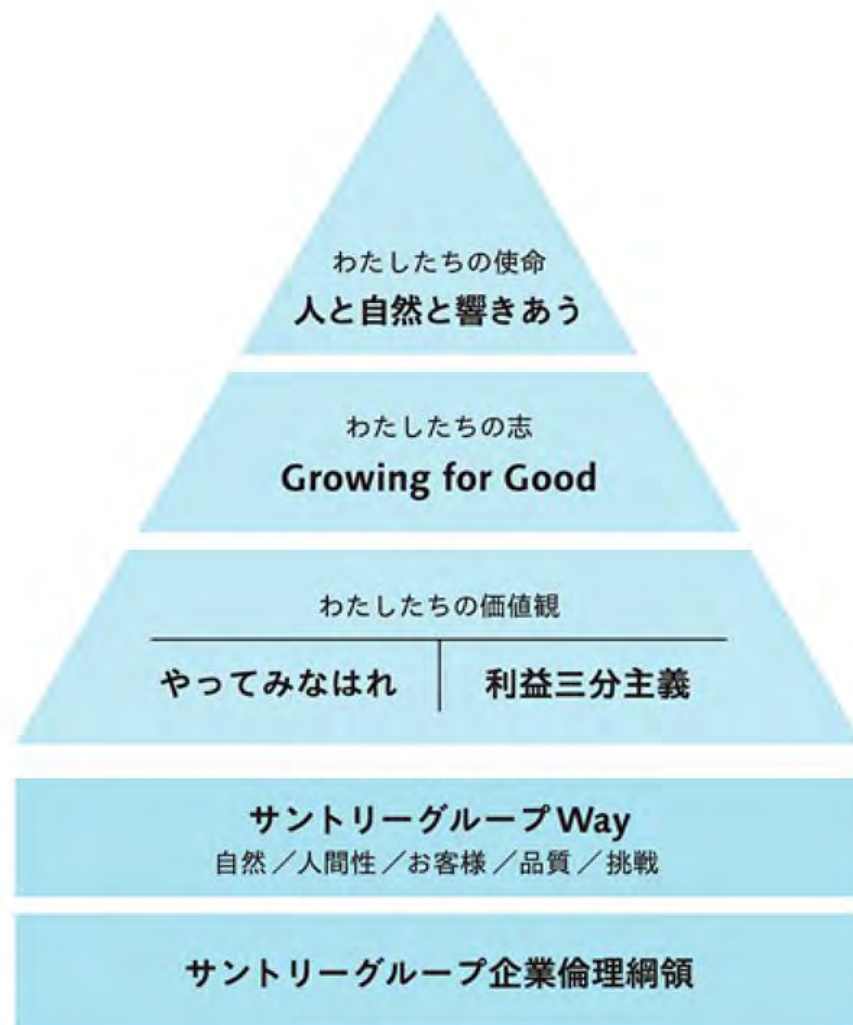 わたしたちの使命
人と自然と響きあう
わたしたちの志
Growing for Good
わたしたちの価値観
やってみなはれ
利益三分主義
サントリーグループWay
自然／人間性／お客様／品質／挑戦
サントリーグループ企業倫理綱領